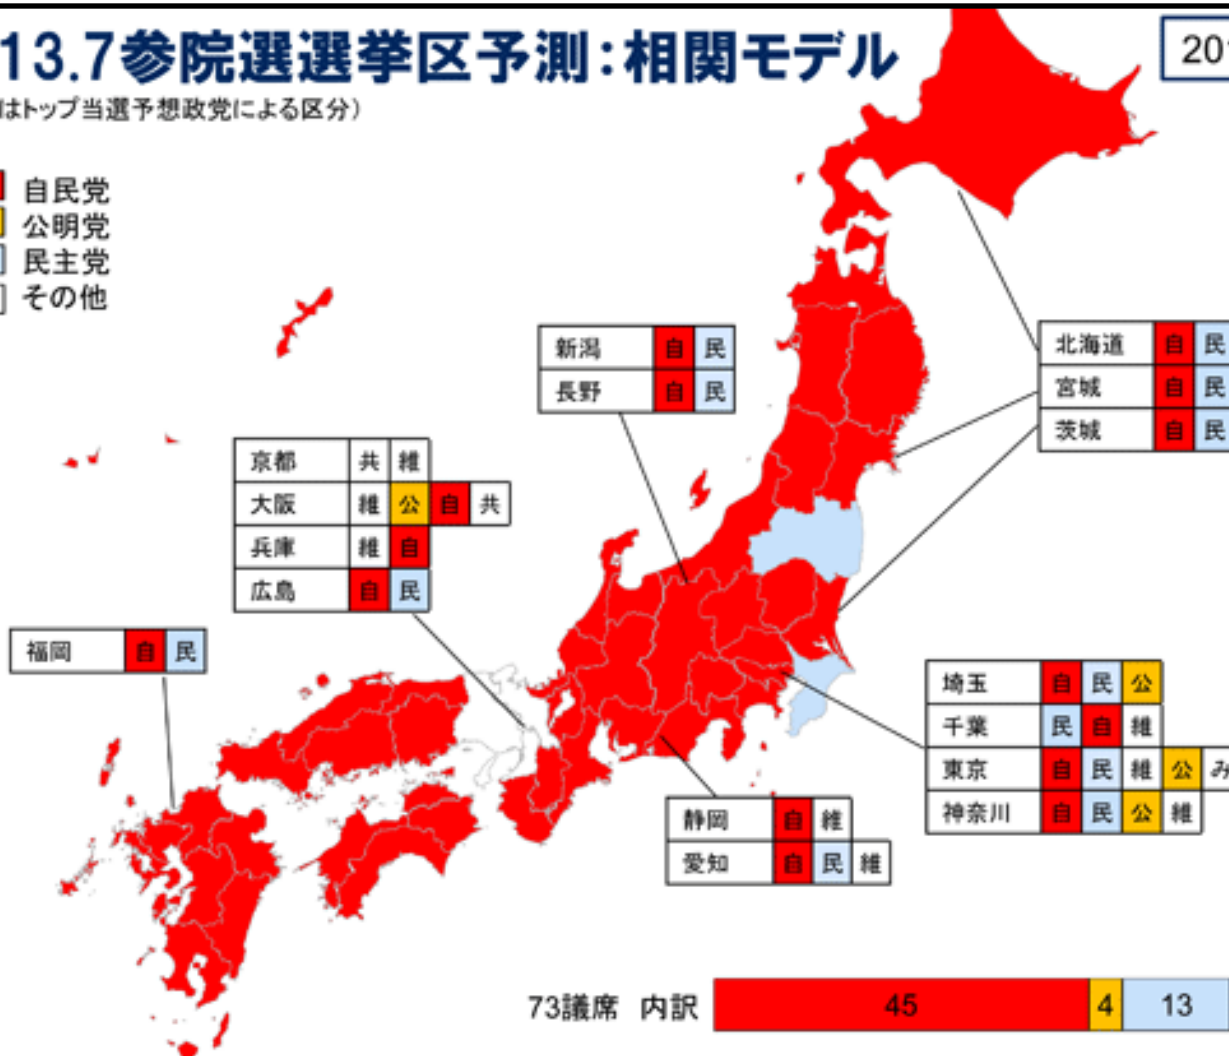 13.7参院選選挙区予測:相関モデル
201
はトップ当選予想政党による区分)
自民党
公明党
民主党
その他
新潟 自 民
長野 自 民
北海道 自 民
宮城 自 民
茨城 自 民
京都 共 維
大阪 維 公 自 共
兵庫 維 自
広島 自 民
福岡 自 民
埼玉 自 民 公
千葉 民 自 維
東京 自 民 維 公 み
神奈川 自 民 公 維
静岡 自 維
愛知 自 民 維
73議席 内訳 45 4 13